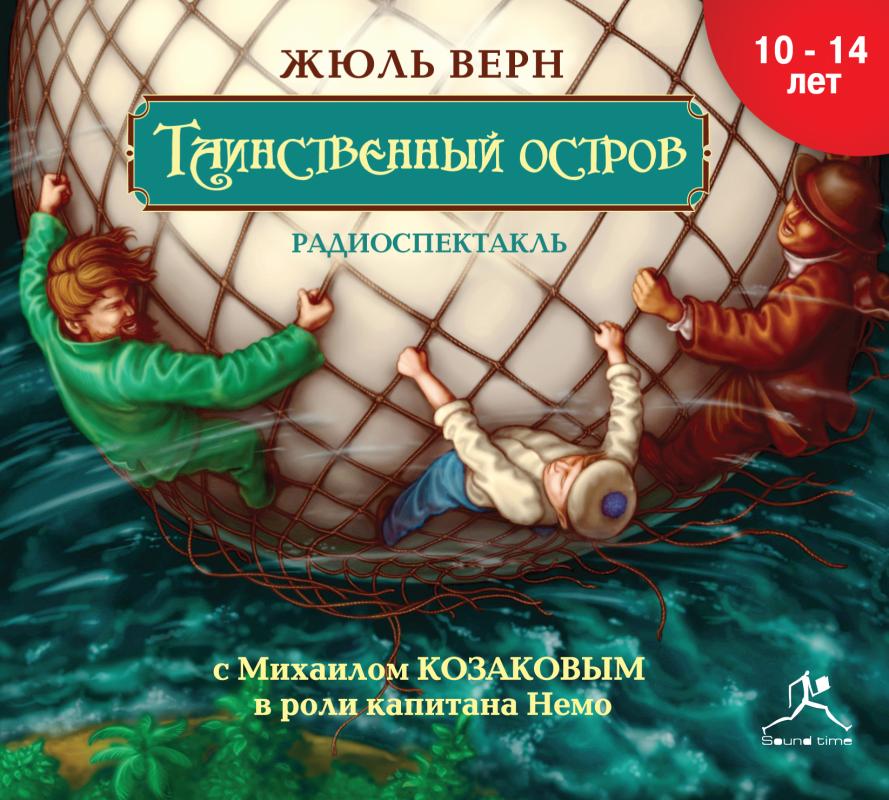 ЖЮЛЬ ВЕРН
10 - 14
лет
Таинственный остров
РАДИОСПЕКТАКЛЬ
с Михаилом КОЗАКОВЫМ
в роли капитана Немо
Sound time